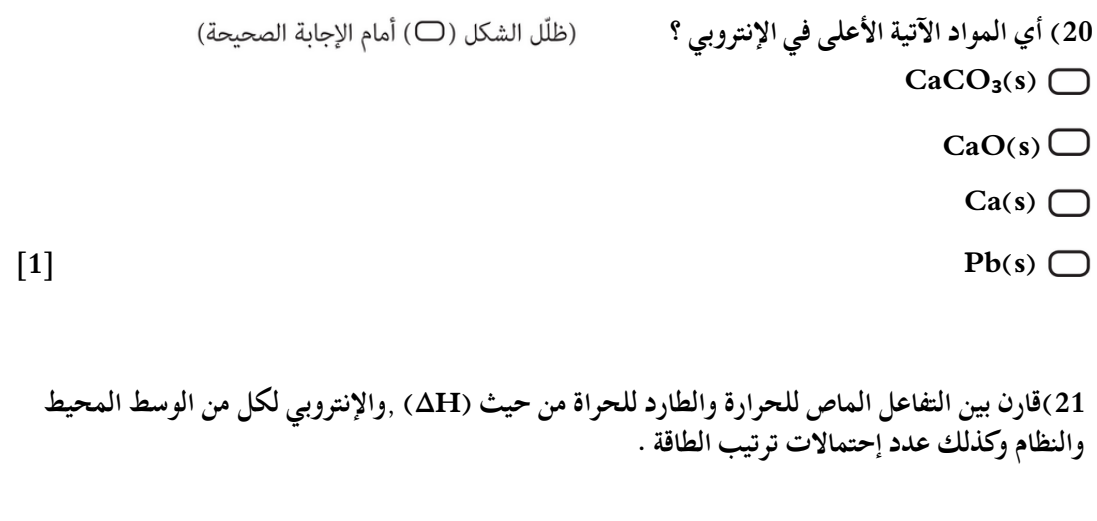 20) أي المواد الآتية الأعلى في الإنتروبي ؟ (ظلّل الشكل (⬭) أمام الإجابة الصحيحة)
CaCO₃(s)
CaO(s)
Ca(s)
Pb(s) [1]
21)قارن بين التفاعل الماص للحرارة والطارد للحراة من حيث (ΔH) ,والإنتروبي لكل من الوسط المحيط
والنظام وكذلك عدد إحتمالات ترتيب الطاقة .